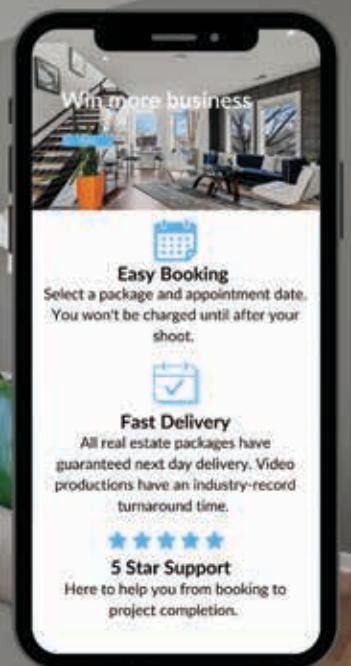 Win more business
Easy Booking
Select a package and appointment date.
You won't be charged until after your
shoot.
Fast Delivery
All real estate packages have
guaranteed next day delivery. Video
productions have an industry-record
turnaround time.
5 Star Support
Here to help you from booking to
project completion.